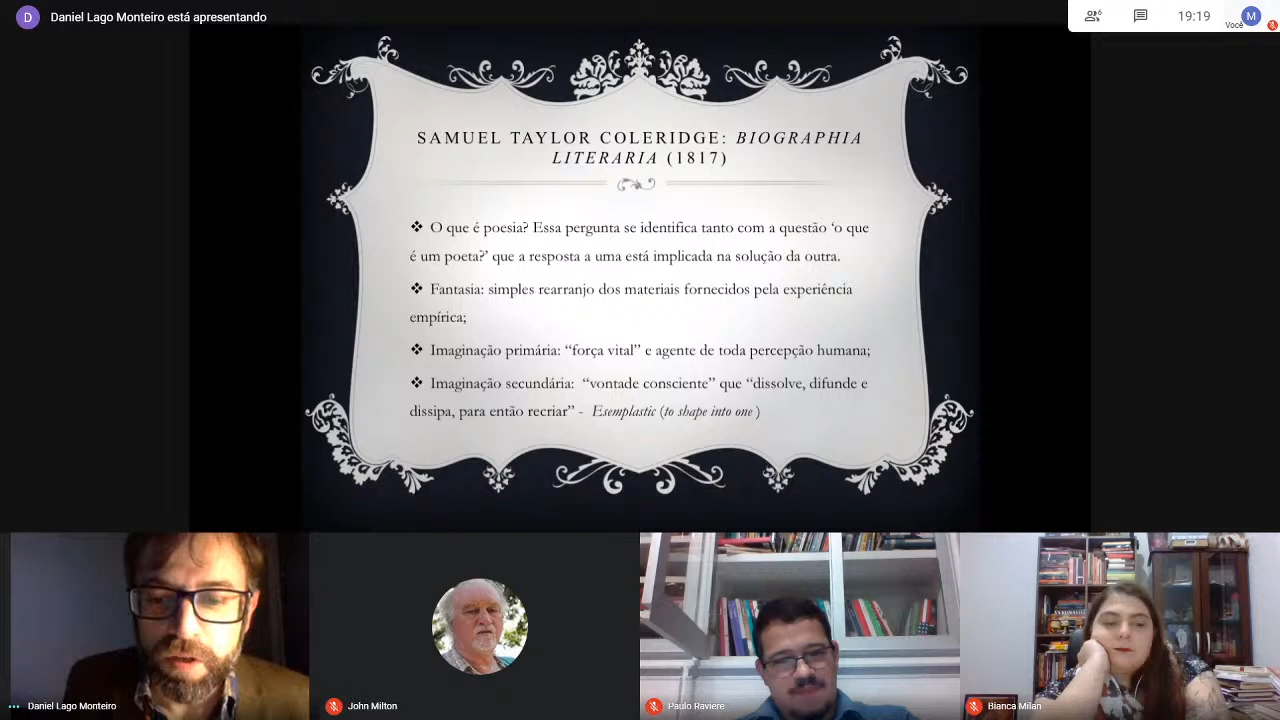 D Daniel Lago Monteiro está apresentando
6
19:19
Você
M
SAMUEL TAYLOR COLERIDGE: BIOGRAPHIA
LITERARIA (1817)
❖ O que é poesia? Essa pergunta se identifica tanto com a questão ‘o que
é um poeta?’ que a resposta a uma está implicada na solução da outra.
❖ Fantasia: simples rearranjo dos materiais fornecidos pela experiência
empírica;
❖ Imaginação primária: “força vital” e agente de toda percepção humana;
❖ Imaginação secundária: “vontade consciente” que “dissolve, difunde e
dissipa, para então recriar” - Esemplastic (to shape into one )
Daniel Lago Monteiro
John Milton
Paulo Raviere
Bianca Milan